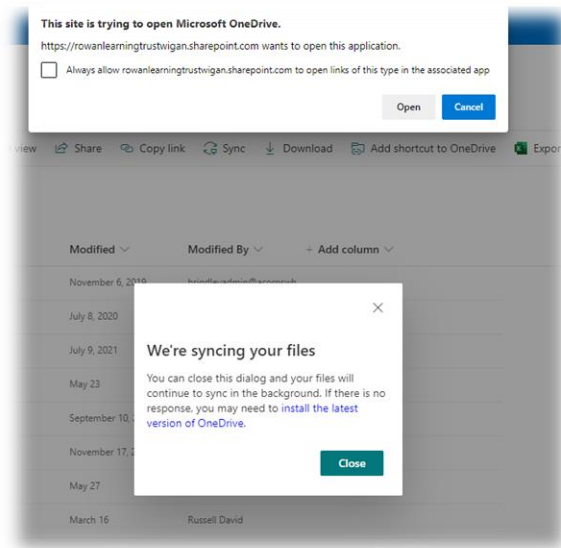 This site is trying to open Microsoft OneDrive.
https://rowanlearningtrustwigan.sharepoint.com wants to open this application.
Always allow rowanlearningtrustwigan.sharepoint.com to open links of this type in the associated app
Open Cancel
view Share Copy link Sync Download Add shortcut to OneDrive Expor
Modified Modified By + Add column
November 6, 2019
July 8, 2020
July 9, 2021
We're syncing your files
May 23
You can close this dialog and your files will
continue to sync in the background. If there is no
response, you may need to install the latest
version of OneDrive.
September 10,
November 17, 2
Close
May 27
March 16 Russell David